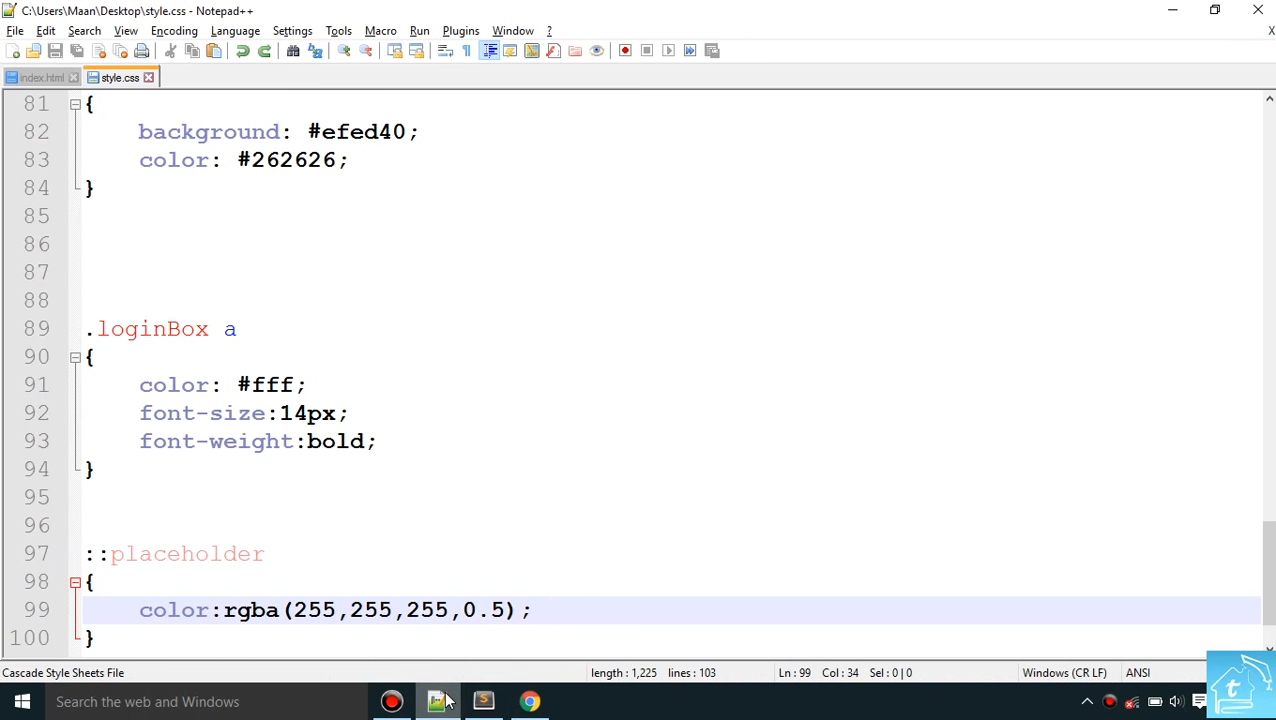 C:\Users\Maan\Desktop\style.css - Notepad++
File Edit Search View Encoding Language Settings Tools Macro Run Plugins Window ?
X
index.html style.css
81 {
82 background: #efed40;
83 color: #262626;
84 }
85
86
87
88
89 .loginBox a
90 {
91 color: #fff;
92 font-size:14px;
93 font-weight:bold;
94 }
95
96
97 ::placeholder
98 {
99 color:rgba(255,255,255,0.5);
100 }
Cascade Style Sheets File length : 1,225 lines : 103 Ln : 99 Col : 34 Sel : 0 | 0 Windows (CR LF) ANSI
Search the web and Windows
t